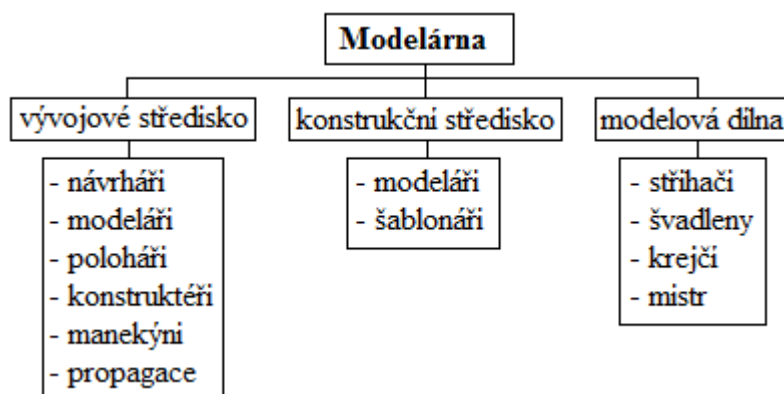 Modelárna
vývojové středisko
konstrukční středisko
modelová dílna
- návrháři
- modeláři
- poloháři
- konstruktéři
- manekýni
- propagace
- modeláři
- šablonáři
- střihači
- švadleny
- krejčí
- mistr